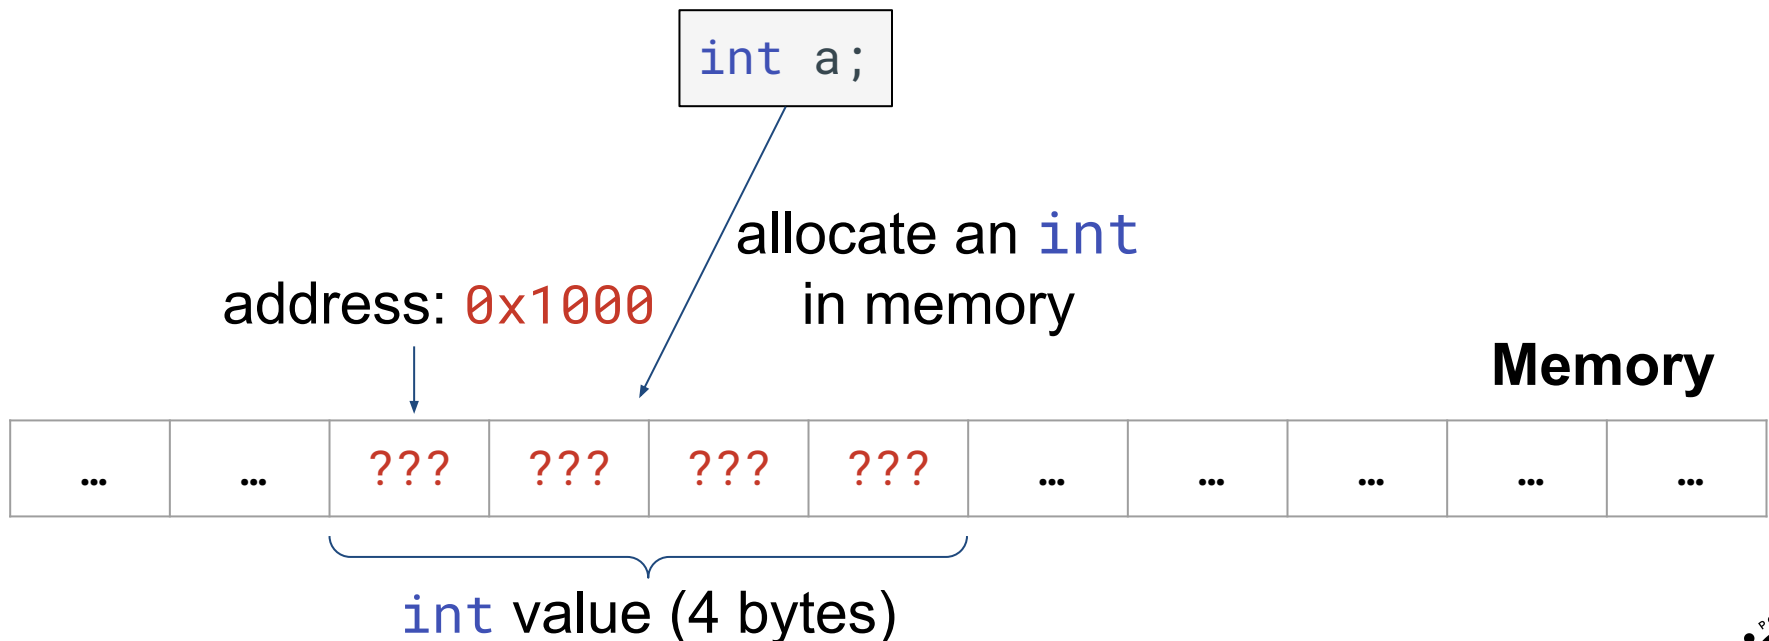 int a;
allocate an int
in memory
address: 0x1000
Memory
... ... ??? ??? ??? ??? ... ... ... ... ...
int value (4 bytes)